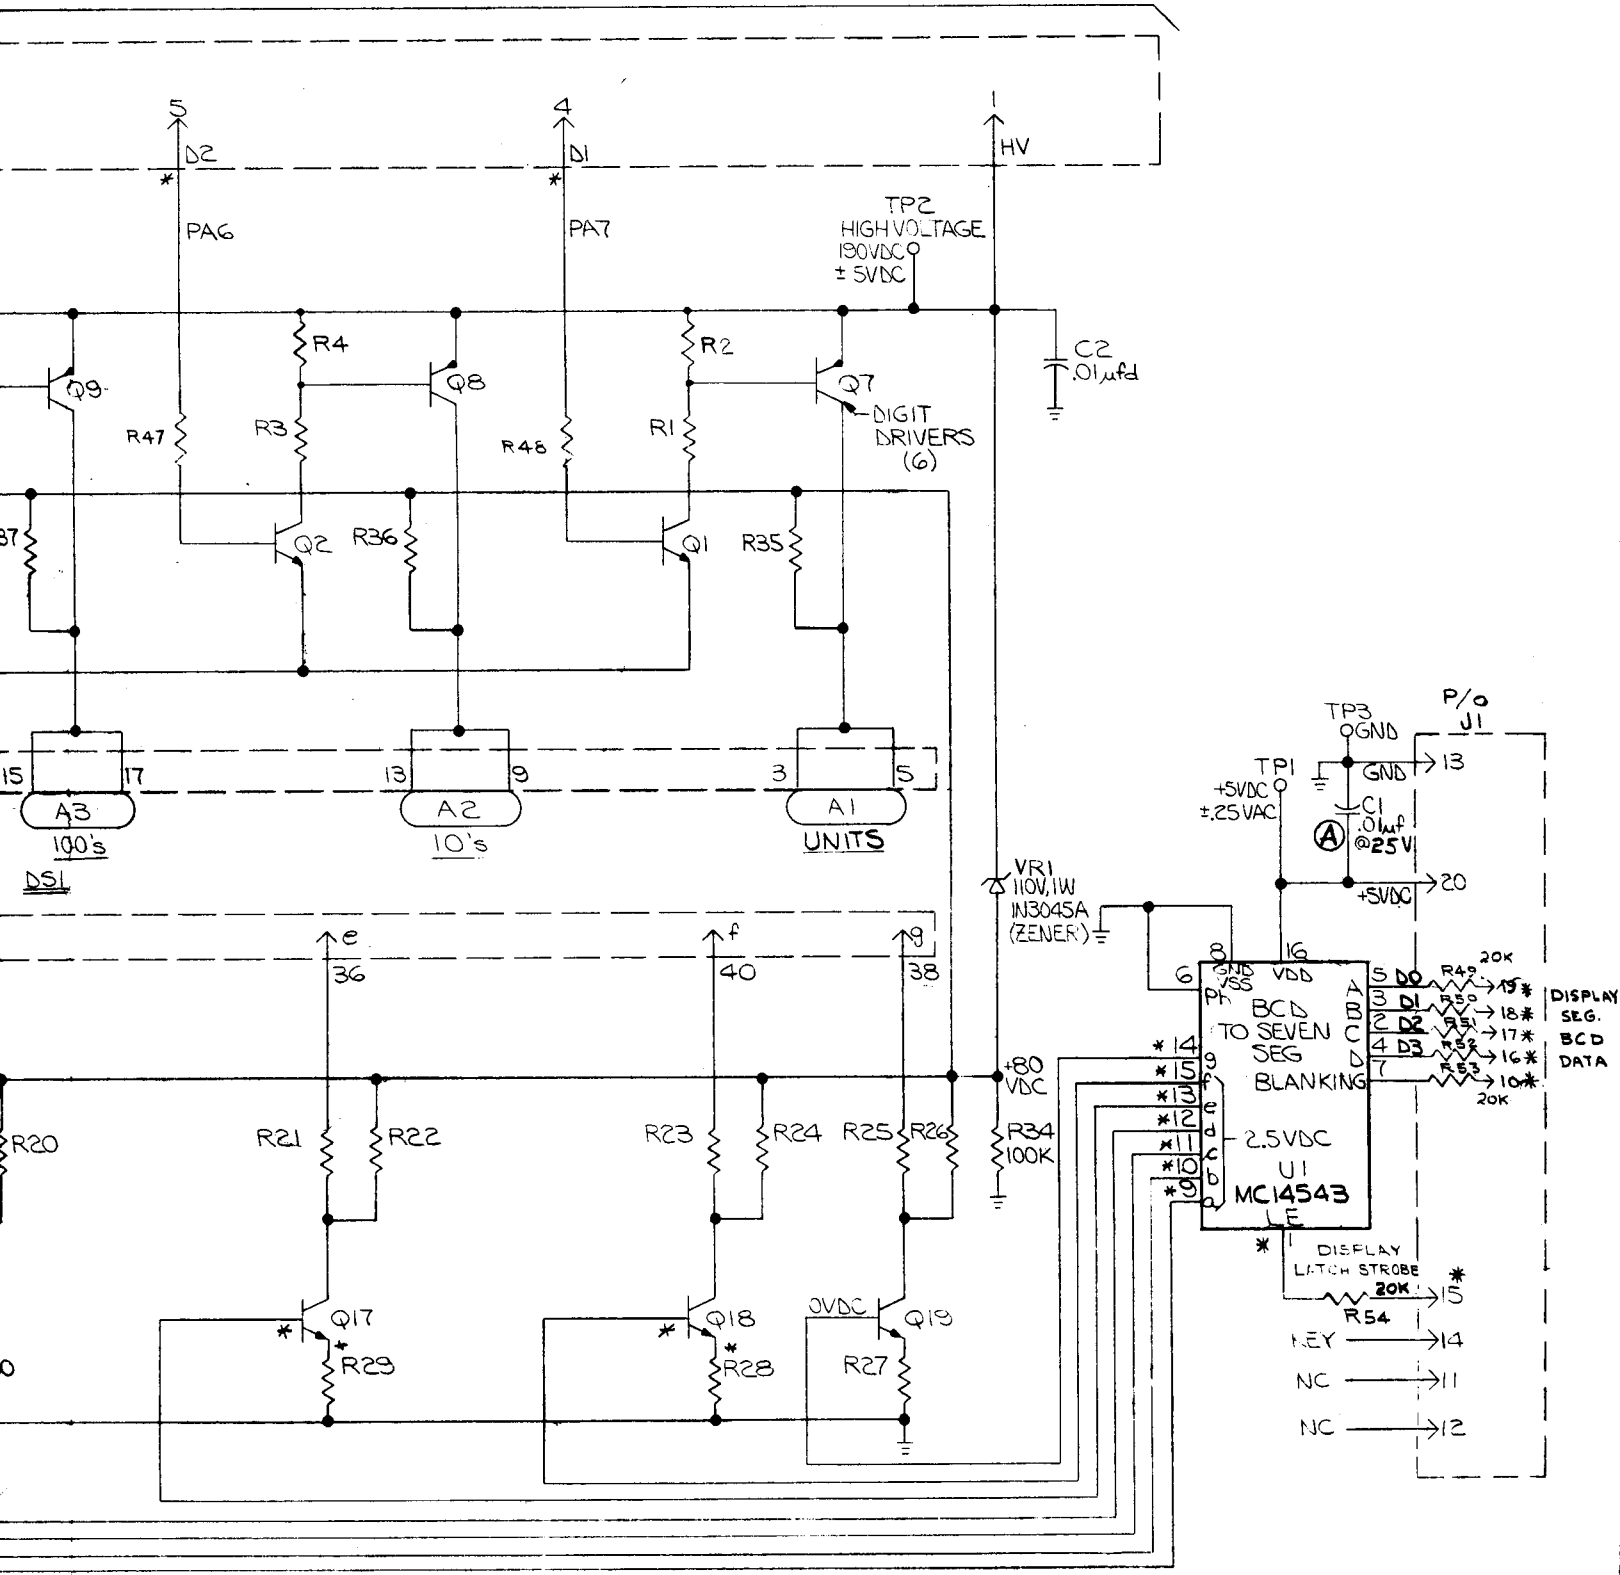 5
4
1
D2
D1
HV
*
*
PA6
PA7
TP2
HIGH VOLTAGE
190VDC
± 5VDC
R4
R2
C2
.01µfd
Q9
Q8
Q7
DIGIT
DRIVERS
(6)
R47
R3
R48
R1
37
Q2
R36
Q1
R35
P/O
J1
TP3
GND
13
GND
TP1
+5VDC
±.25VAC
C1
.01µf
@25V
A
15
17
13
9
3
5
A3
A2
A1
100's
10's
UNITS
DS1
VR1
110V, 1W
1N3045A
(ZENER)
+5VDC
20
e
f
g
36
40
38
8
16
6
GND
VSS
VDD
Ph
BCD
TO SEVEN
SEG
BLANKING
A
B
C
D
5
3
2
4
7
D0
D1
D2
D3
20K
R49
R50
R51
R52
R53
20K
19*
18*
17*
16*
10*
DISPLAY
SEG.
BCD
DATA
*14
*15
*13
*12
*11
*10
*9
g
f
e
d
c
b
a
2.5VDC
U1
MC14543
LE
+80
VDC
R20
R21
R22
R23
R24
R25
R26
R34
100K
*
1
DISPLAY
LATCH STROBE
20K
*
15
R54
Q17
*
*
R29
Q18
*
*
R28
0VDC
Q19
R27
KEY
14
NC
11
NC
12